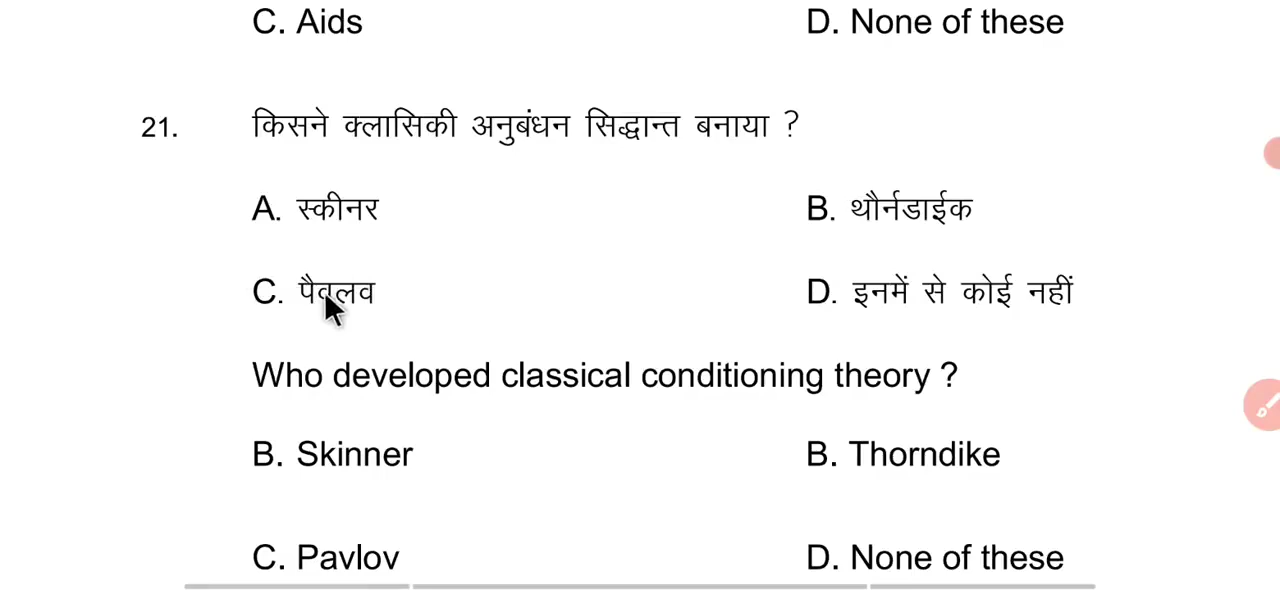 C. Aids D. None of these
21. किसने क्लासिकी अनुबंधन सिद्धान्त बनाया ?
A. स्कीनर B. थौर्नडाईक
C. पैवलव D. इनमें से कोई नहीं
Who developed classical conditioning theory ?
B. Skinner B. Thorndike
C. Pavlov D. None of these